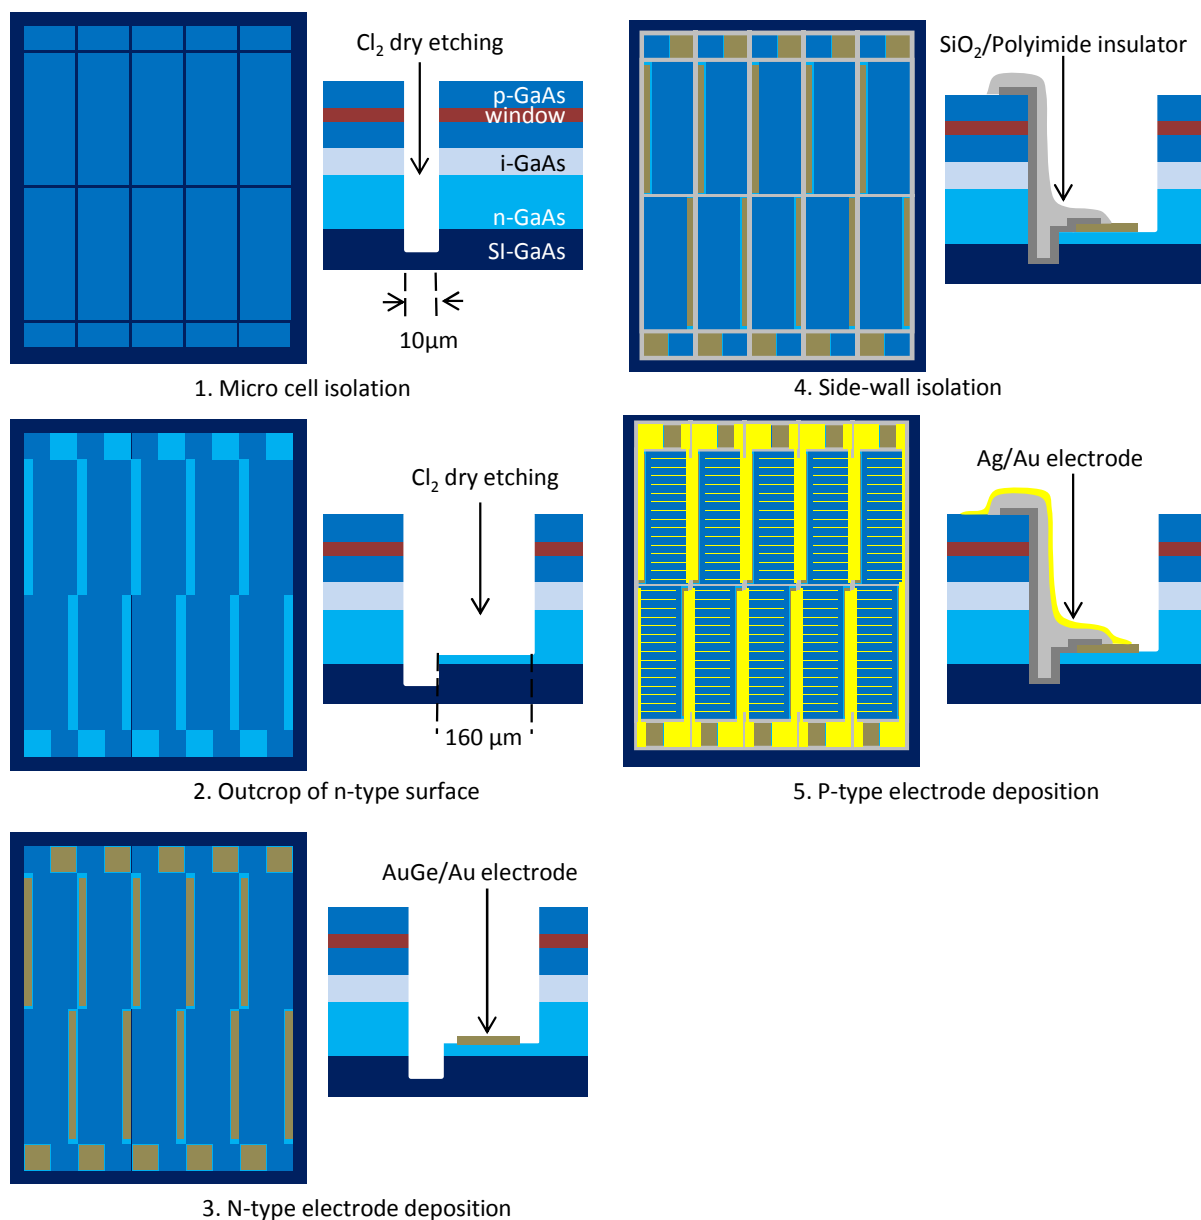 Cl₂ dry etching
p-GaAs
window
i-GaAs
n-GaAs
SI-GaAs
10µm
1. Micro cell isolation
Cl₂ dry etching
160 µm
2. Outcrop of n-type surface
AuGe/Au electrode
3. N-type electrode deposition
SiO₂/Polyimide insulator
4. Side-wall isolation
Ag/Au electrode
5. P-type electrode deposition